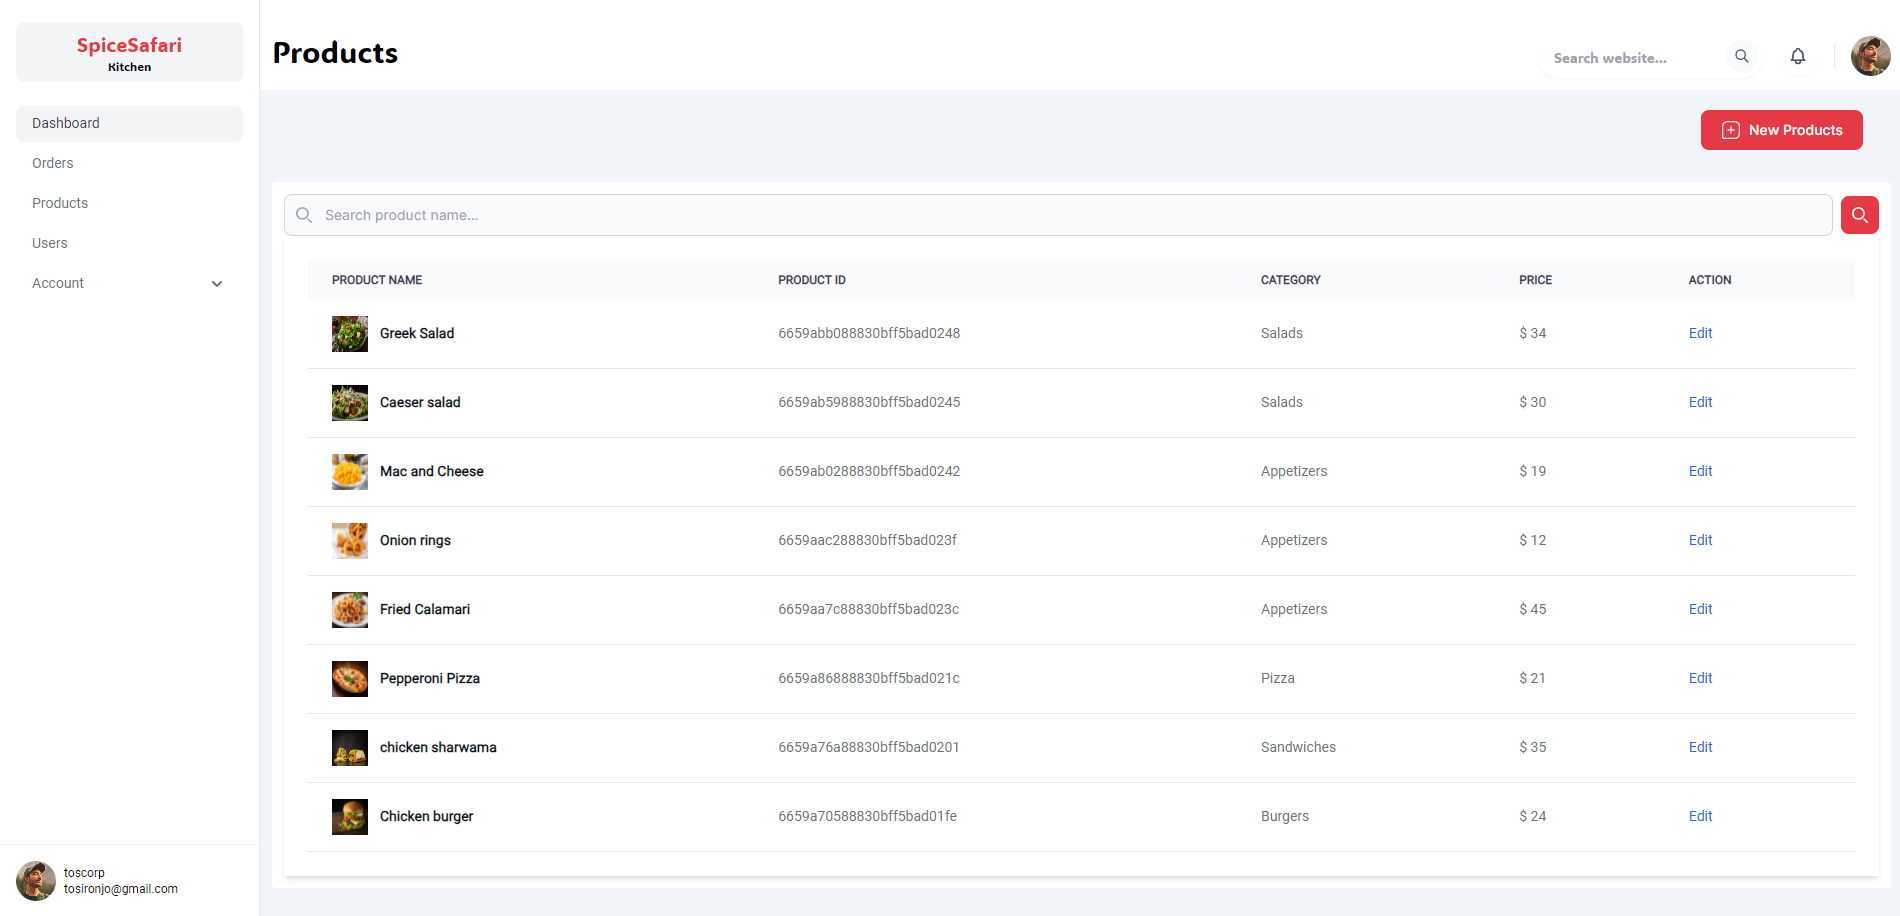 SpiceSafari
Kitchen
Dashboard
Orders
Products
Users
Account
toscorp
tosironjo@gmail.com
Products
Search website...
New Products
Search product name...
PRODUCT NAME PRODUCT ID CATEGORY PRICE ACTION
Greek Salad 6659abb088830bff5bad0248 Salads $ 34 Edit
Caeser salad 6659ab5988830bff5bad0245 Salads $ 30 Edit
Mac and Cheese 6659ab0288830bff5bad0242 Appetizers $ 19 Edit
Onion rings 6659aac288830bff5bad023f Appetizers $ 12 Edit
Fried Calamari 6659aa7c88830bff5bad023c Appetizers $ 45 Edit
Pepperoni Pizza 6659a86888830bff5bad021c Pizza $ 21 Edit
chicken sharwama 6659a76a88830bff5bad0201 Sandwiches $ 35 Edit
Chicken burger 6659a70588830bff5bad01fe Burgers $ 24 Edit